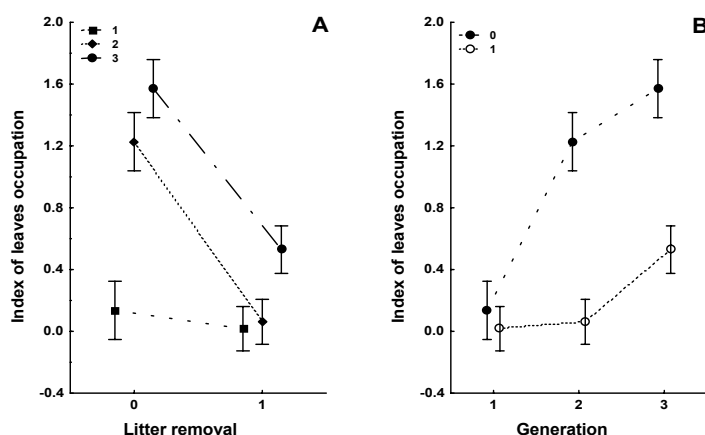 A
1
2
3
Index of leaves occupation
2.0
1.6
1.2
0.8
0.4
0.0
-0.4
0 1
Litter removal
B
0
1
Index of leaves occupation
2.0
1.6
1.2
0.8
0.4
0.0
-0.4
1 2 3
Generation